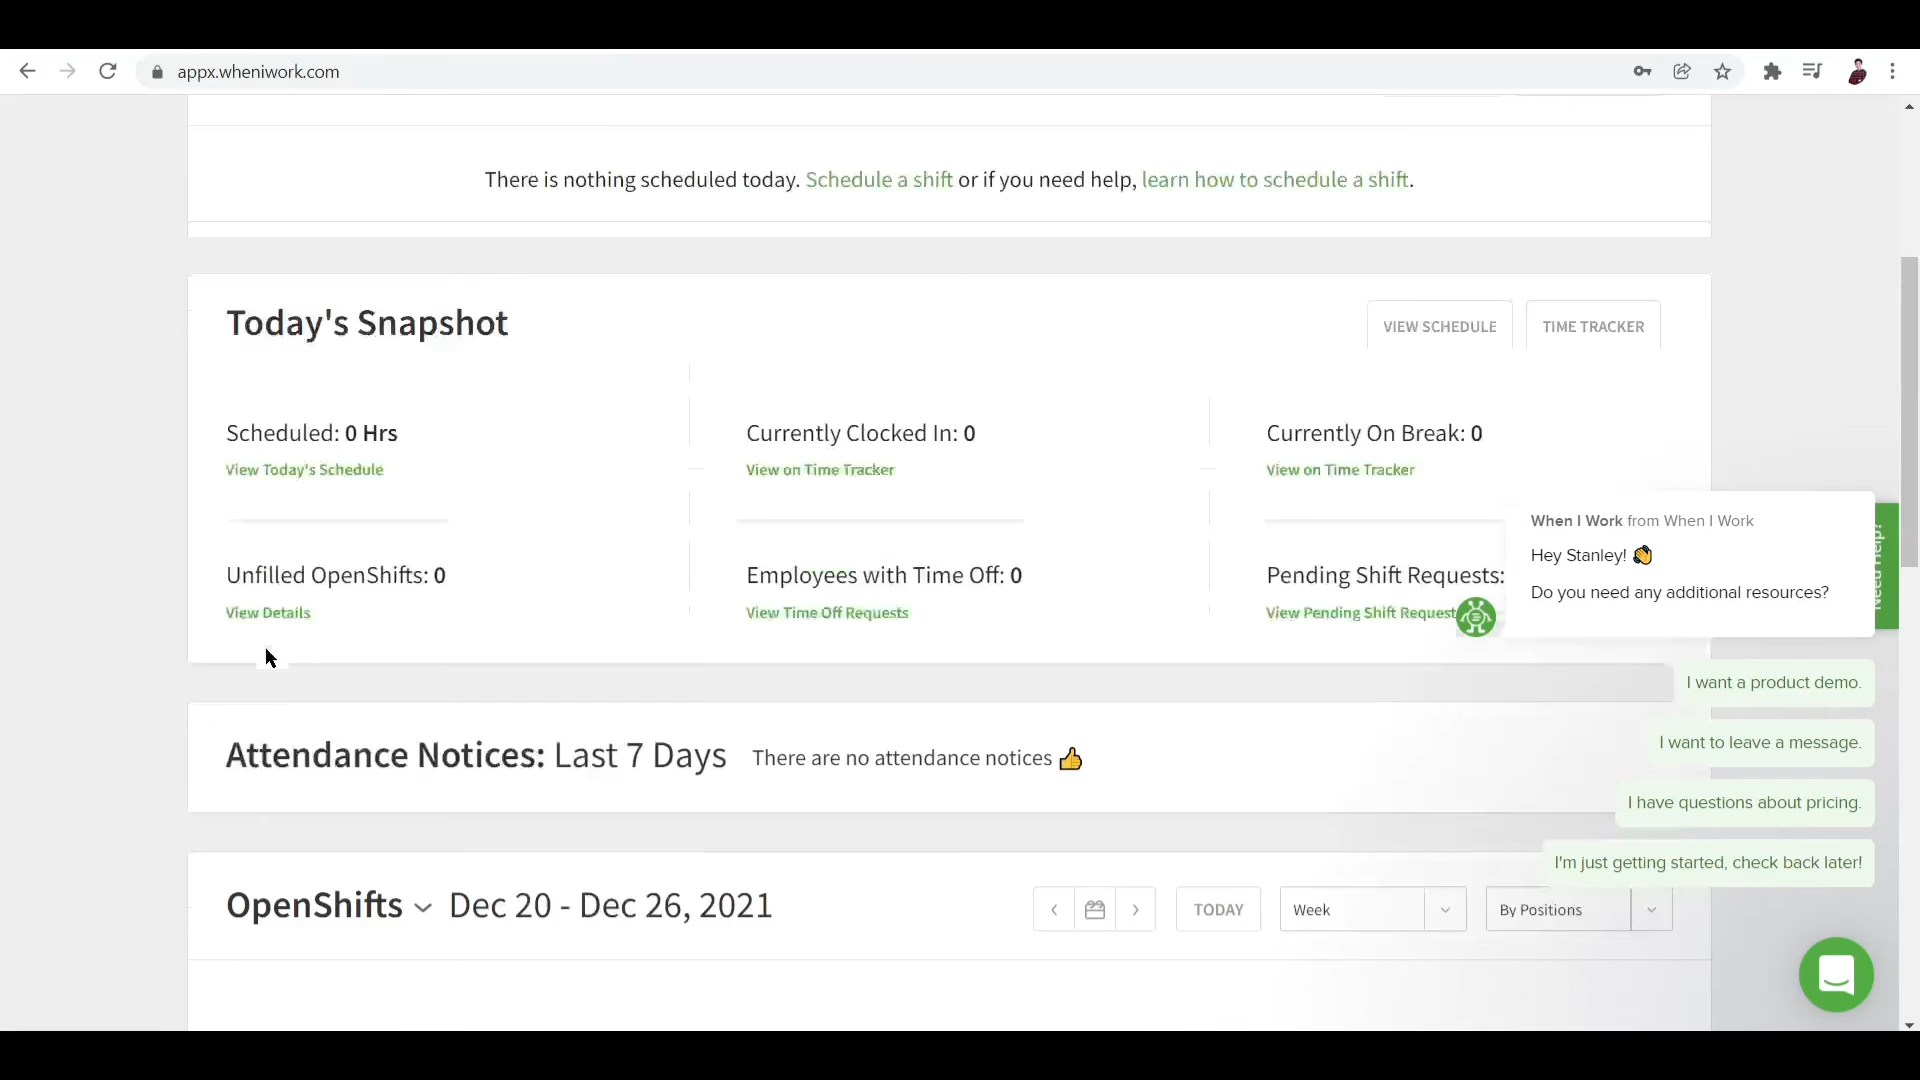 appx.wheniwork.com
There is nothing scheduled today. Schedule a shift or if you need help, learn how to schedule a shift.
Today's Snapshot
VIEW SCHEDULE
TIME TRACKER
Scheduled: 0 Hrs
View Today's Schedule
Currently Clocked In: 0
View on Time Tracker
Currently On Break: 0
View on Time Tracker
Unfilled OpenShifts: 0
View Details
Employees with Time Off: 0
View Time Off Requests
Pending Shift Requests:
View Pending Shift Request
When I Work from When I Work
Hey Stanley! 👋
Do you need any additional resources?
Need Help?
I want a product demo.
I want to leave a message.
I have questions about pricing.
I'm just getting started, check back later!
Attendance Notices: Last 7 Days There are no attendance notices 👍
OpenShifts Dec 20 - Dec 26, 2021
TODAY
Week
By Positions